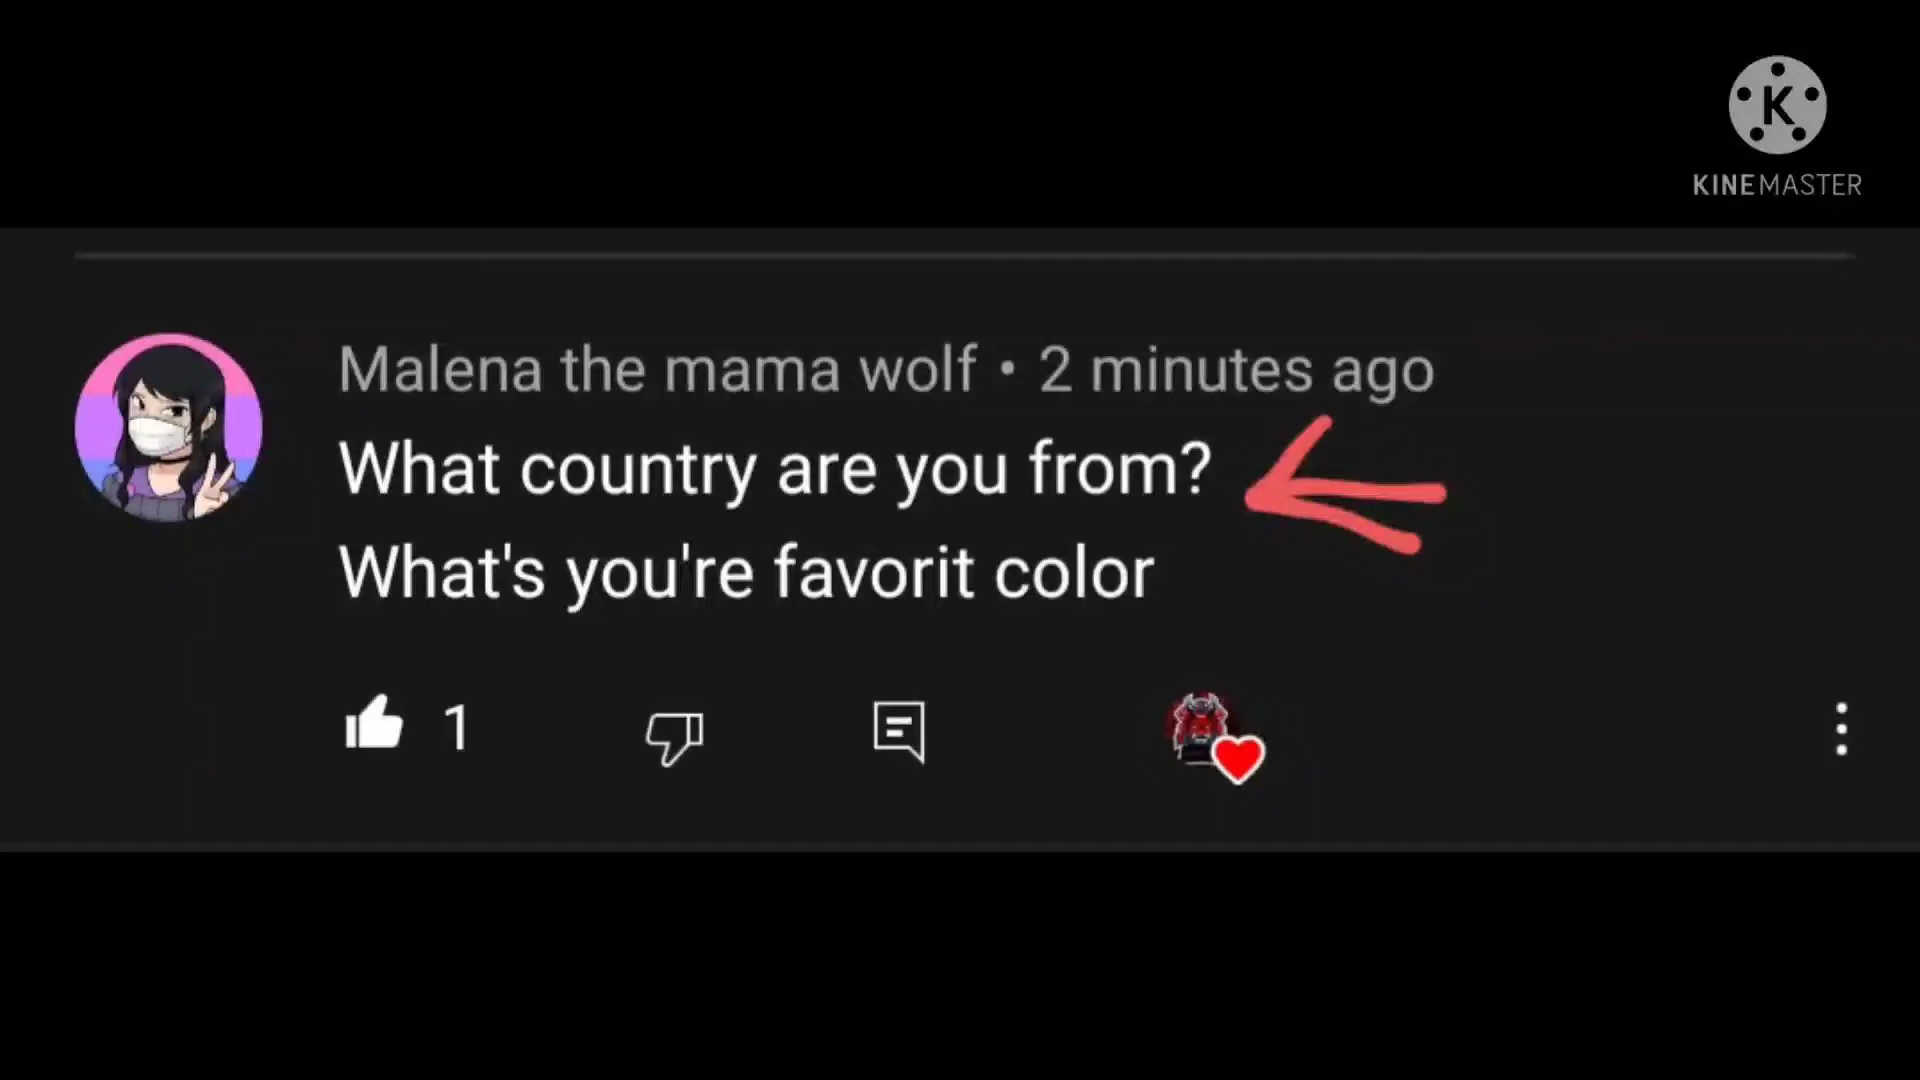 K
KINEMASTER
Malena the mama wolf • 2 minutes ago
What country are you from?
What's you're favorit color
1